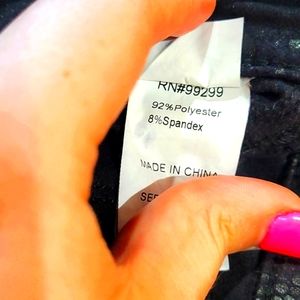 RN#99299
92%Polyester
8%Spandex
MADE IN CHINA